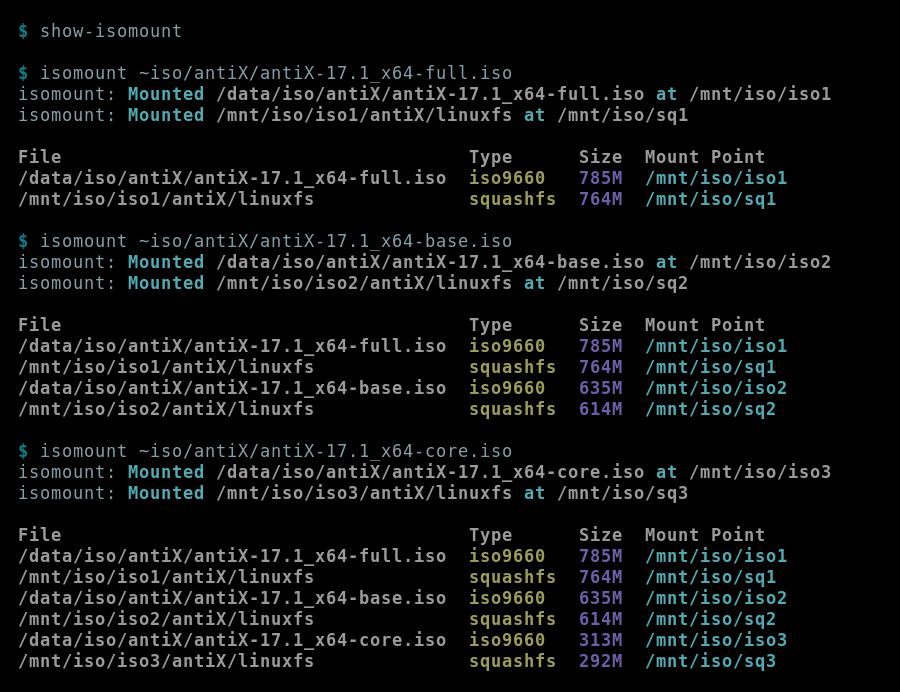 $ show-isomount

$ isomount ~iso/antiX/antiX-17.1_x64-full.iso
isomount: Mounted /data/iso/antiX/antiX-17.1_x64-full.iso at /mnt/iso/iso1
isomount: Mounted /mnt/iso/iso1/antiX/linuxfs at /mnt/iso/sq1

File                                     Type      Size  Mount Point
/data/iso/antiX/antiX-17.1_x64-full.iso  iso9660   785M  /mnt/iso/iso1
/mnt/iso/iso1/antiX/linuxfs              squashfs  764M  /mnt/iso/sq1

$ isomount ~iso/antiX/antiX-17.1_x64-base.iso
isomount: Mounted /data/iso/antiX/antiX-17.1_x64-base.iso at /mnt/iso/iso2
isomount: Mounted /mnt/iso/iso2/antiX/linuxfs at /mnt/iso/sq2

File                                     Type      Size  Mount Point
/data/iso/antiX/antiX-17.1_x64-full.iso  iso9660   785M  /mnt/iso/iso1
/mnt/iso/iso1/antiX/linuxfs              squashfs  764M  /mnt/iso/sq1
/data/iso/antiX/antiX-17.1_x64-base.iso  iso9660   635M  /mnt/iso/iso2
/mnt/iso/iso2/antiX/linuxfs              squashfs  614M  /mnt/iso/sq2

$ isomount ~iso/antiX/antiX-17.1_x64-core.iso
isomount: Mounted /data/iso/antiX/antiX-17.1_x64-core.iso at /mnt/iso/iso3
isomount: Mounted /mnt/iso/iso3/antiX/linuxfs at /mnt/iso/sq3

File                                     Type      Size  Mount Point
/data/iso/antiX/antiX-17.1_x64-full.iso  iso9660   785M  /mnt/iso/iso1
/mnt/iso/iso1/antiX/linuxfs              squashfs  764M  /mnt/iso/sq1
/data/iso/antiX/antiX-17.1_x64-base.iso  iso9660   635M  /mnt/iso/iso2
/mnt/iso/iso2/antiX/linuxfs              squashfs  614M  /mnt/iso/sq2
/data/iso/antiX/antiX-17.1_x64-core.iso  iso9660   313M  /mnt/iso/iso3
/mnt/iso/iso3/antiX/linuxfs              squashfs  292M  /mnt/iso/sq3